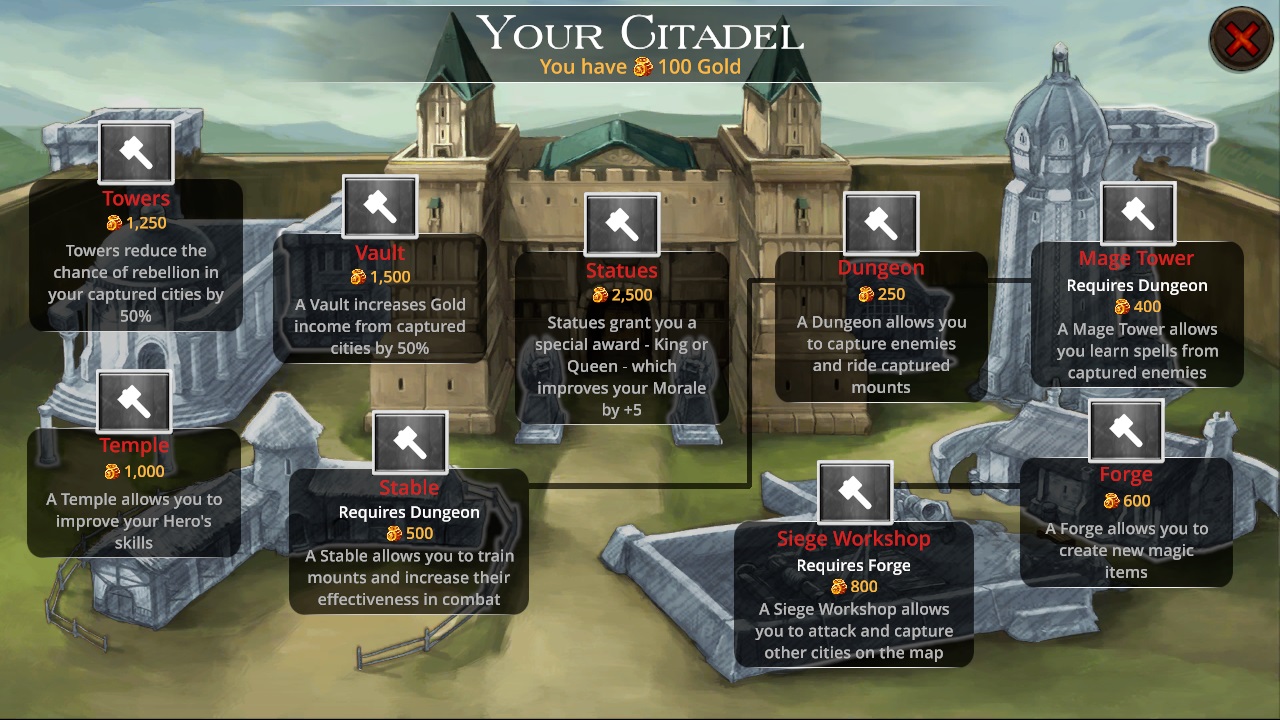 Your Citadel
You have 100 Gold
Towers
1,250
Towers reduce the
chance of rebellion in
your captured cities by
50%
Vault
1,500
A Vault increases Gold
income from captured
cities by 50%
Statues
2,500
Statues grant you a
special award - King or
Queen - which
improves your Morale
by +5
Dungeon
250
A Dungeon allows you
to capture enemies
and ride captured
mounts
Mage Tower
Requires Dungeon
400
A Mage Tower allows
you learn spells from
captured enemies
Temple
1,000
A Temple allows you to
improve your Hero's
skills
Stable
Requires Dungeon
500
A Stable allows you to train
mounts and increase their
effectiveness in combat
Siege Workshop
Requires Forge
800
A Siege Workshop allows
you to attack and capture
other cities on the map
Forge
600
A Forge allows you to
create new magic
items